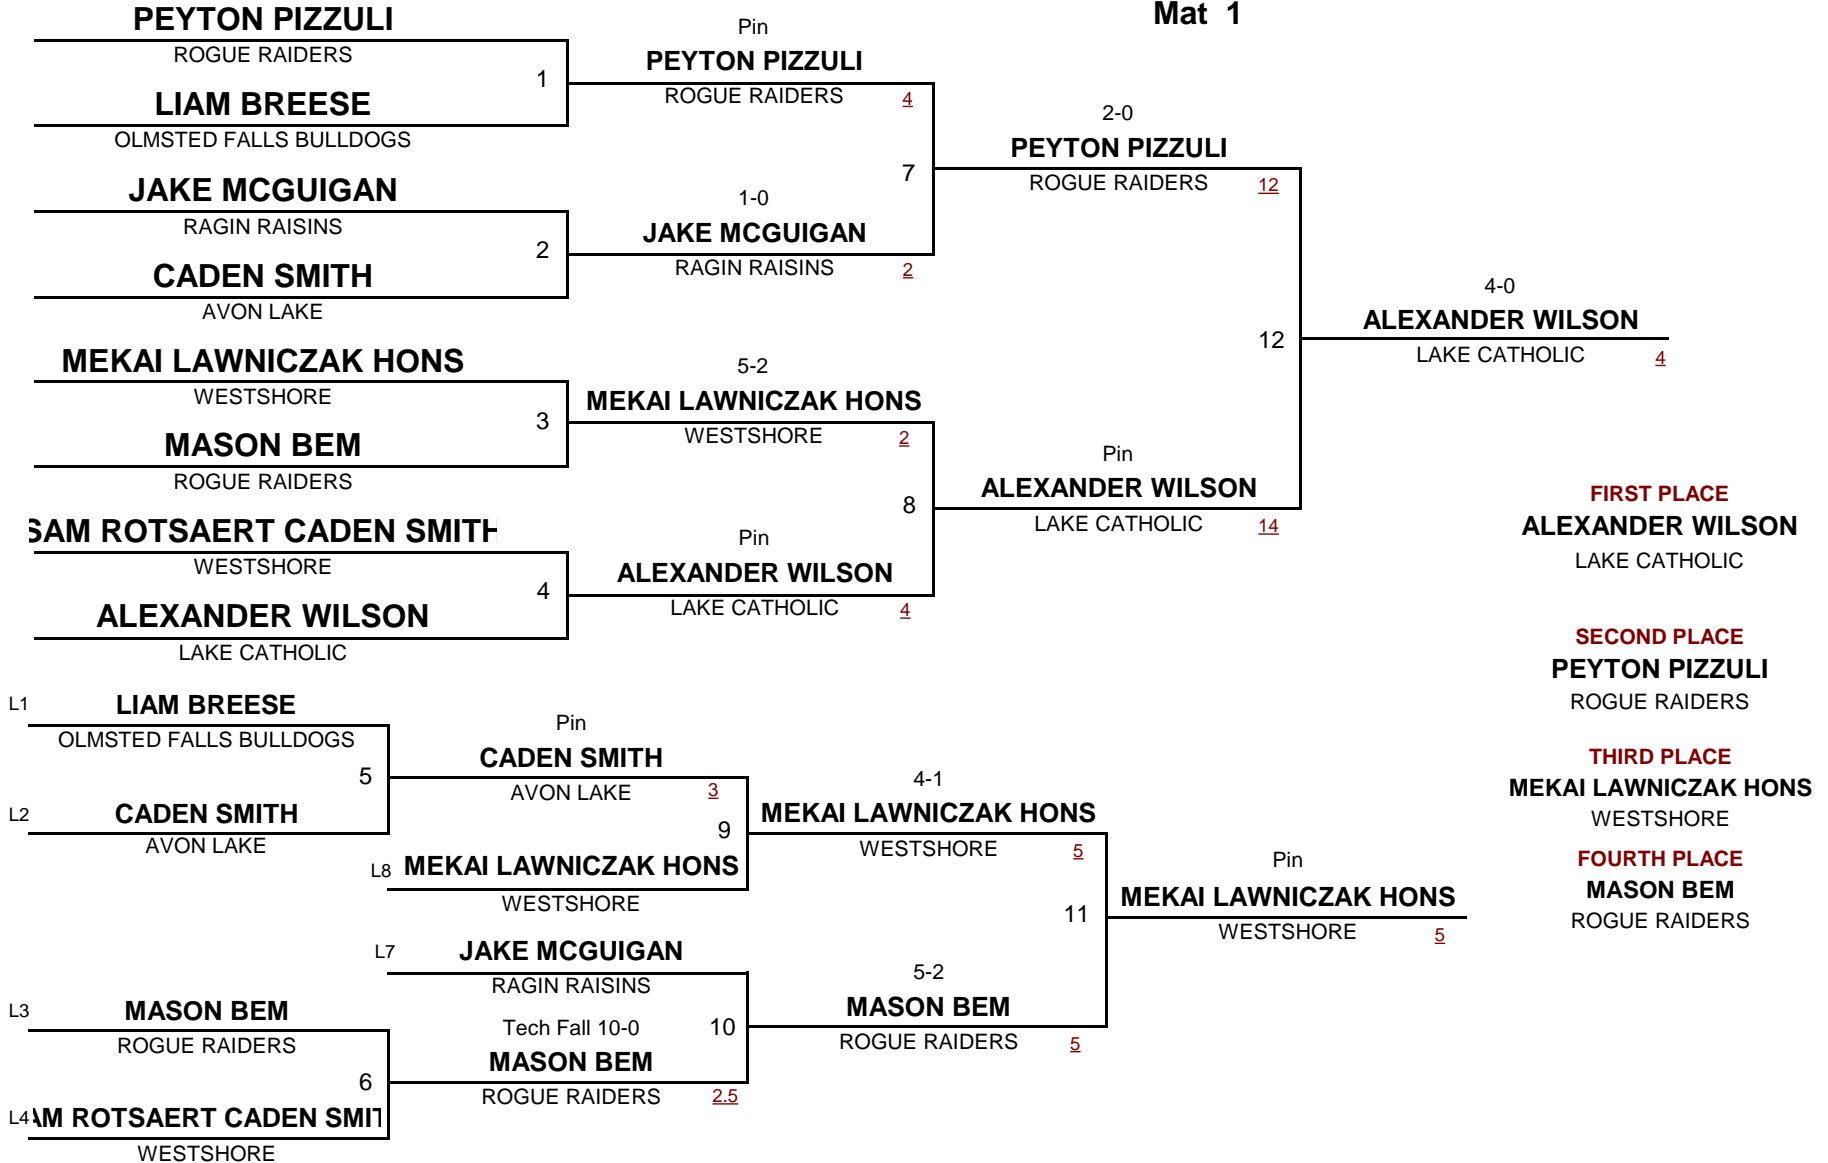 Mat 1
PEYTON PIZZULI
ROGUE RAIDERS
1
LIAM BREESE
OLMSTED FALLS BULLDOGS
JAKE MCGUIGAN
RAGIN RAISINS
2
CADEN SMITH
AVON LAKE
MEKAI LAWNICZAK HONS
WESTSHORE
3
MASON BEM
ROGUE RAIDERS
SAM ROTSAERT CADEN SMITH
WESTSHORE
4
ALEXANDER WILSON
LAKE CATHOLIC
Pin
PEYTON PIZZULI
ROGUE RAIDERS 4
7
1-0
JAKE MCGUIGAN
RAGIN RAISINS 2
5-2
MEKAI LAWNICZAK HONS
WESTSHORE 2
8
Pin
ALEXANDER WILSON
LAKE CATHOLIC 4
2-0
PEYTON PIZZULI
ROGUE RAIDERS 12
12
Pin
ALEXANDER WILSON
LAKE CATHOLIC 14
4-0
ALEXANDER WILSON
LAKE CATHOLIC 4
FIRST PLACE
ALEXANDER WILSON
LAKE CATHOLIC
SECOND PLACE
PEYTON PIZZULI
ROGUE RAIDERS
THIRD PLACE
MEKAI LAWNICZAK HONS
WESTSHORE
FOURTH PLACE
MASON BEM
ROGUE RAIDERS
L1 LIAM BREESE
OLMSTED FALLS BULLDOGS
5
L2 CADEN SMITH
AVON LAKE
L3 MASON BEM
ROGUE RAIDERS
6
L4 AM ROTSAERT CADEN SMIT
WESTSHORE
Pin
CADEN SMITH
AVON LAKE 3
9
L8 MEKAI LAWNICZAK HONS
WESTSHORE
L7 JAKE MCGUIGAN
RAGIN RAISINS
Tech Fall 10-0 10
MASON BEM
ROGUE RAIDERS 2.5
4-1
MEKAI LAWNICZAK HONS
WESTSHORE 5
11
5-2
MASON BEM
ROGUE RAIDERS 5
Pin
MEKAI LAWNICZAK HONS
WESTSHORE 5